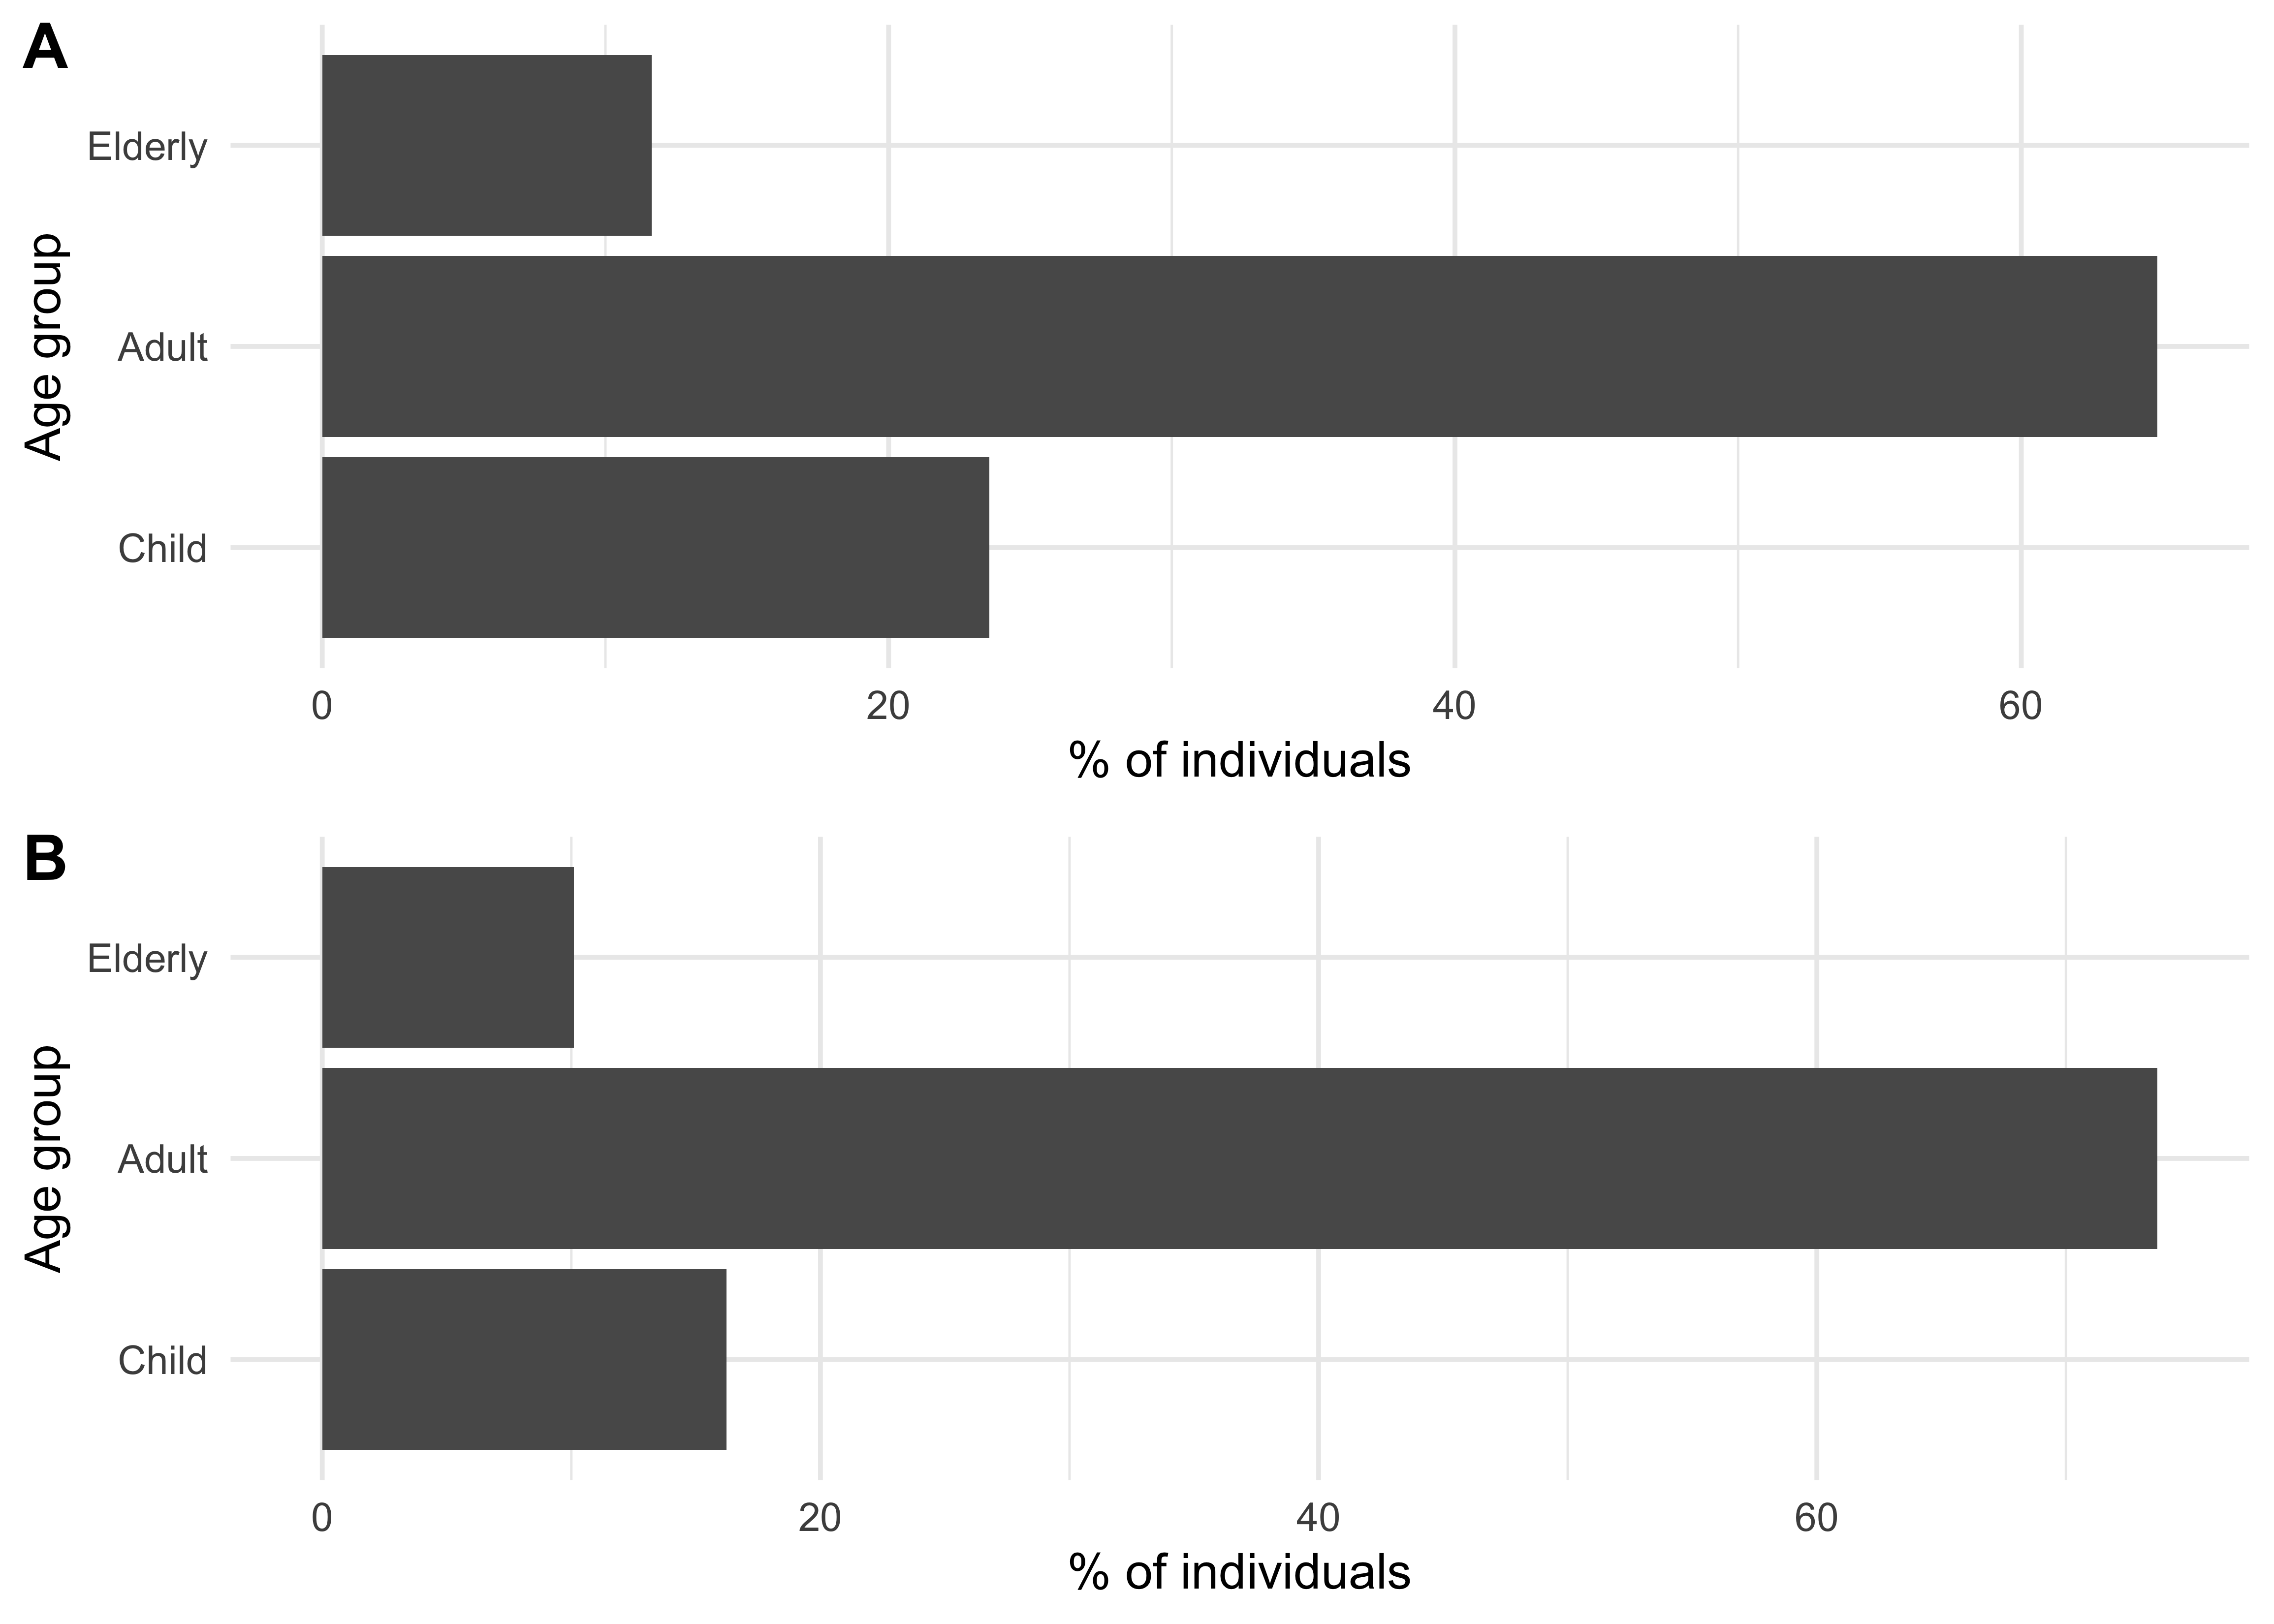 A
Elderly
Adult
Child
Age group
0 20 40 60
% of individuals
B
Elderly
Adult
Child
Age group
0 20 40 60
% of individuals